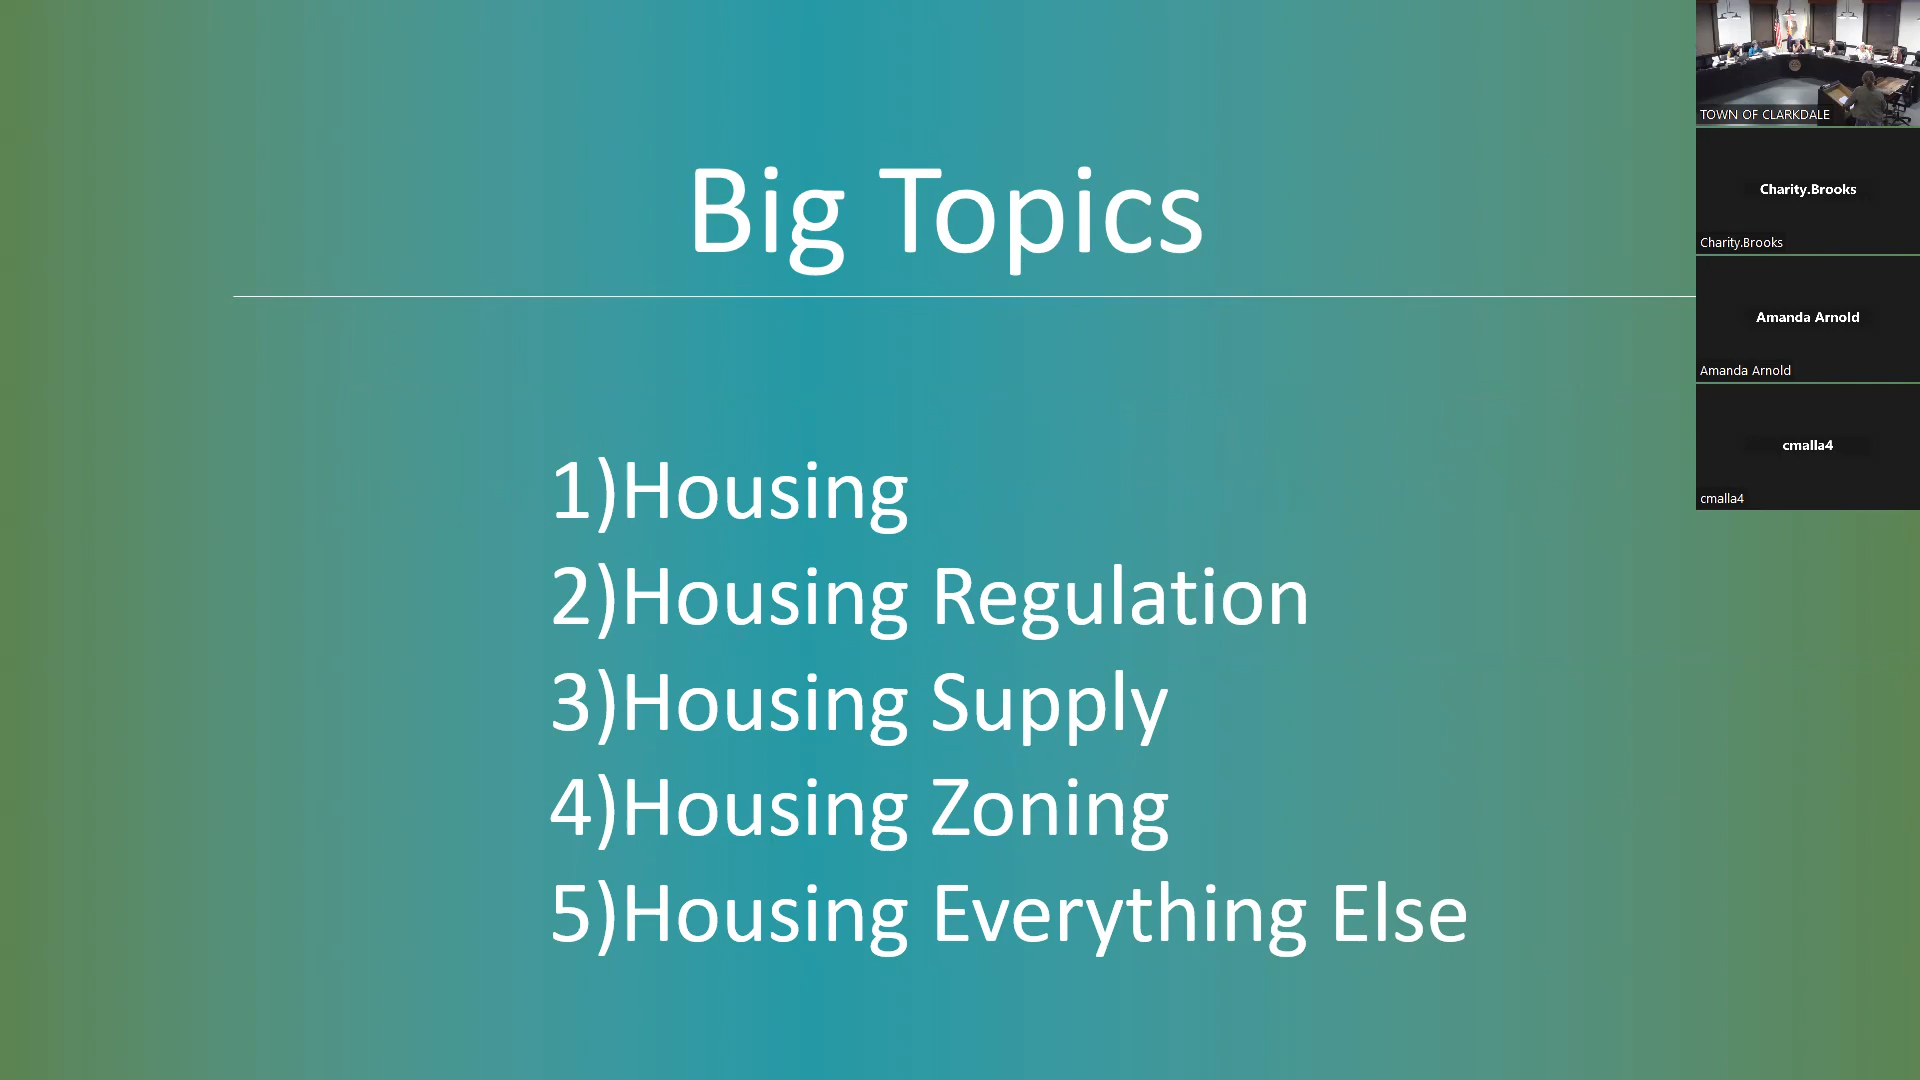 Big Topics
1)Housing
2)Housing Regulation
3)Housing Supply
4)Housing Zoning
5)Housing Everything Else
TOWN OF CLARKDALE
Charity.Brooks
Charity.Brooks
Amanda Arnold
Amanda Arnold
cmalla4
cmalla4